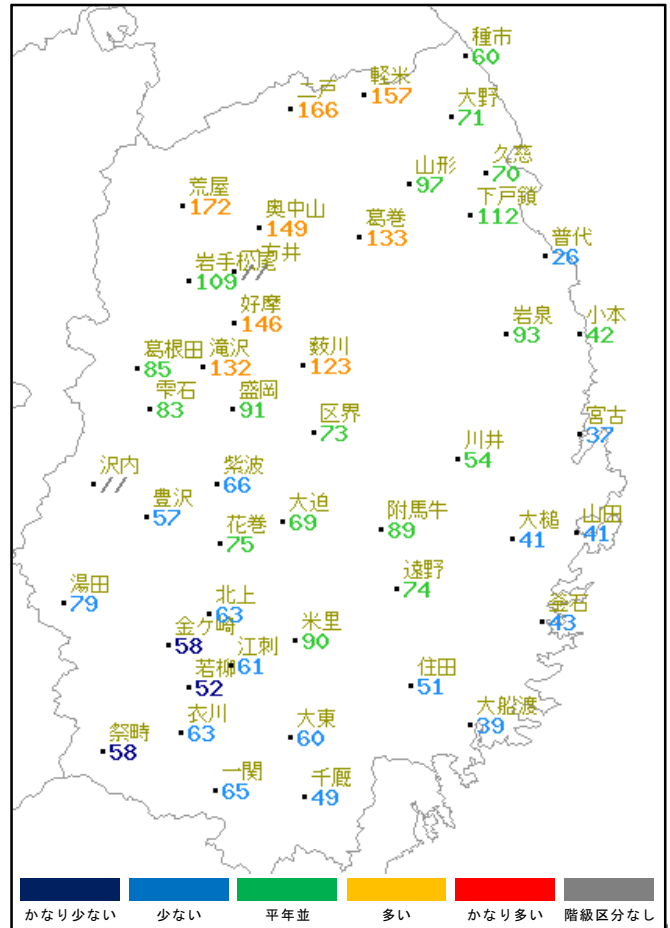 種市
60
軽米
157
二戸
166
大野
71
久慈
70
山形
97
荒屋
172
下戸鎖
112
奥中山
149
葛巻
133
普代
26
一方井
//
岩手松尾
109
好摩
146
岩泉
93
小本
42
葛根田
85
滝沢
132
薮川
123
雫石
83
盛岡
91
区界
73
宮古
37
川井
54
沢内
//
紫波
66
豊沢
57
大迫
69
附馬牛
89
大槌
41
山田
41
花巻
75
遠野
74
湯田
79
釜石
43
北上
63
金ケ崎
58
米里
90
江刺
61
若柳
52
住田
51
大船渡
39
衣川
63
大東
60
祭畤
58
一関
65
千厩
49
かなり少ない 少ない 平年並 多い かなり多い 階級区分なし